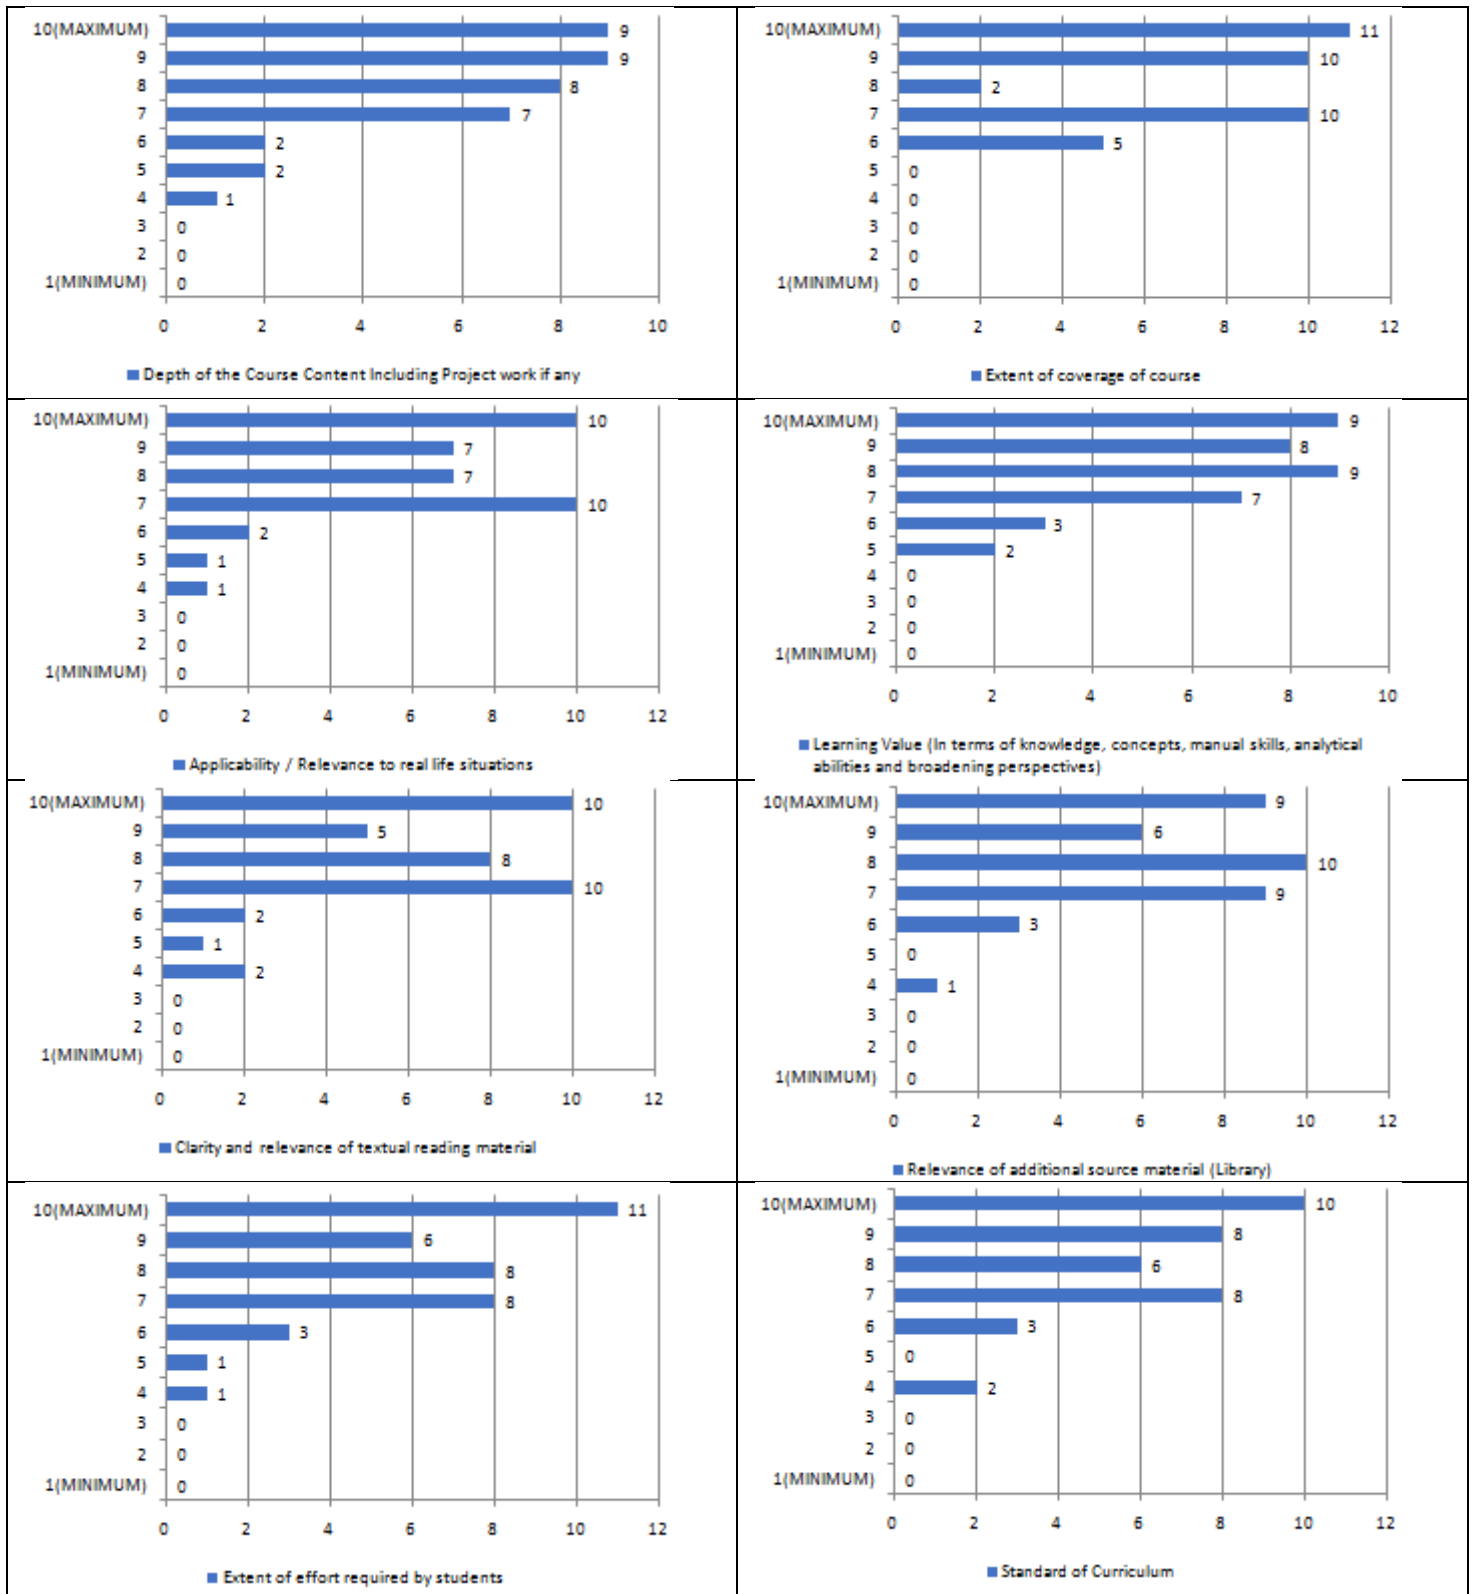 10(MAXIMUM) 9
9 9
8 8
7 7
6 2
5 2
4 1
3 0
2 0
1(MINIMUM) 0
0 2 4 6 8 10
Depth of the Course Content Including Project work if any
10(MAXIMUM) 11
9 10
8 2
7 10
6 5
5 0
4 0
3 0
2 0
1(MINIMUM) 0
0 2 4 6 8 10 12
Extent of coverage of course
10(MAXIMUM) 10
9 7
8 7
7 10
6 2
5 1
4 1
3 0
2 0
1(MINIMUM) 0
0 2 4 6 8 10 12
Applicability / Relevance to real life situations
10(MAXIMUM) 9
9 8
8 9
7 7
6 3
5 2
4 0
3 0
2 0
1(MINIMUM) 0
0 2 4 6 8 10
Learning Value (In terms of knowledge, concepts, manual skills, analytical
abilities and broadening perspectives)
10(MAXIMUM) 10
9 5
8 8
7 10
6 2
5 1
4 2
3 0
2 0
1(MINIMUM) 0
0 2 4 6 8 10 12
Clarity and relevance of textual reading material
10(MAXIMUM) 9
9 6
8 10
7 9
6 3
5 0
4 1
3 0
2 0
1(MINIMUM) 0
0 2 4 6 8 10 12
Relevance of additional source material (Library)
10(MAXIMUM) 11
9 6
8 8
7 8
6 3
5 1
4 1
3 0
2 0
1(MINIMUM) 0
0 2 4 6 8 10 12
Extent of effort required by students
10(MAXIMUM) 10
9 8
8 6
7 8
6 3
5 0
4 2
3 0
2 0
1(MINIMUM) 0
0 2 4 6 8 10 12
Standard of Curriculum